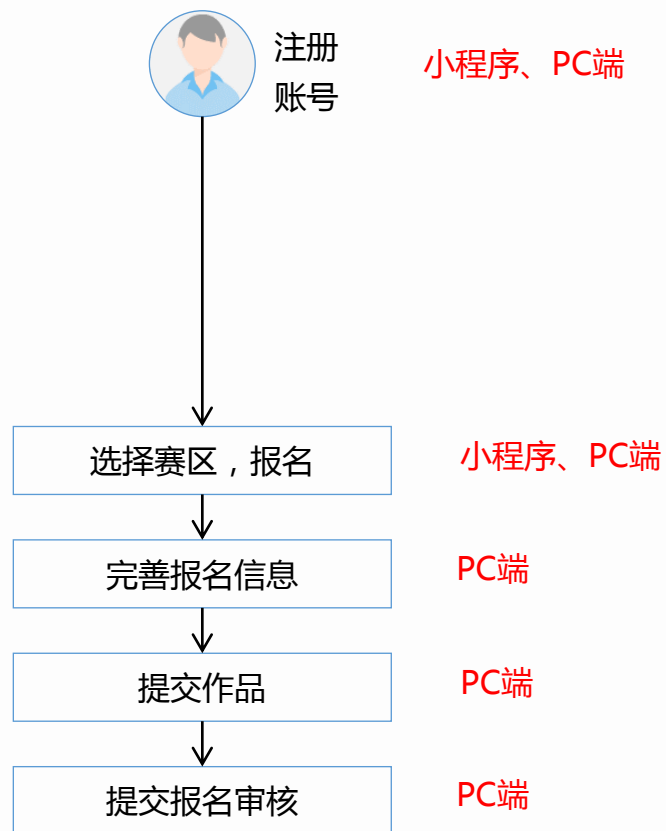 注册
账号
小程序、PC端
选择赛区，报名
小程序、PC端
完善报名信息
PC端
提交作品
PC端
提交报名审核
PC端